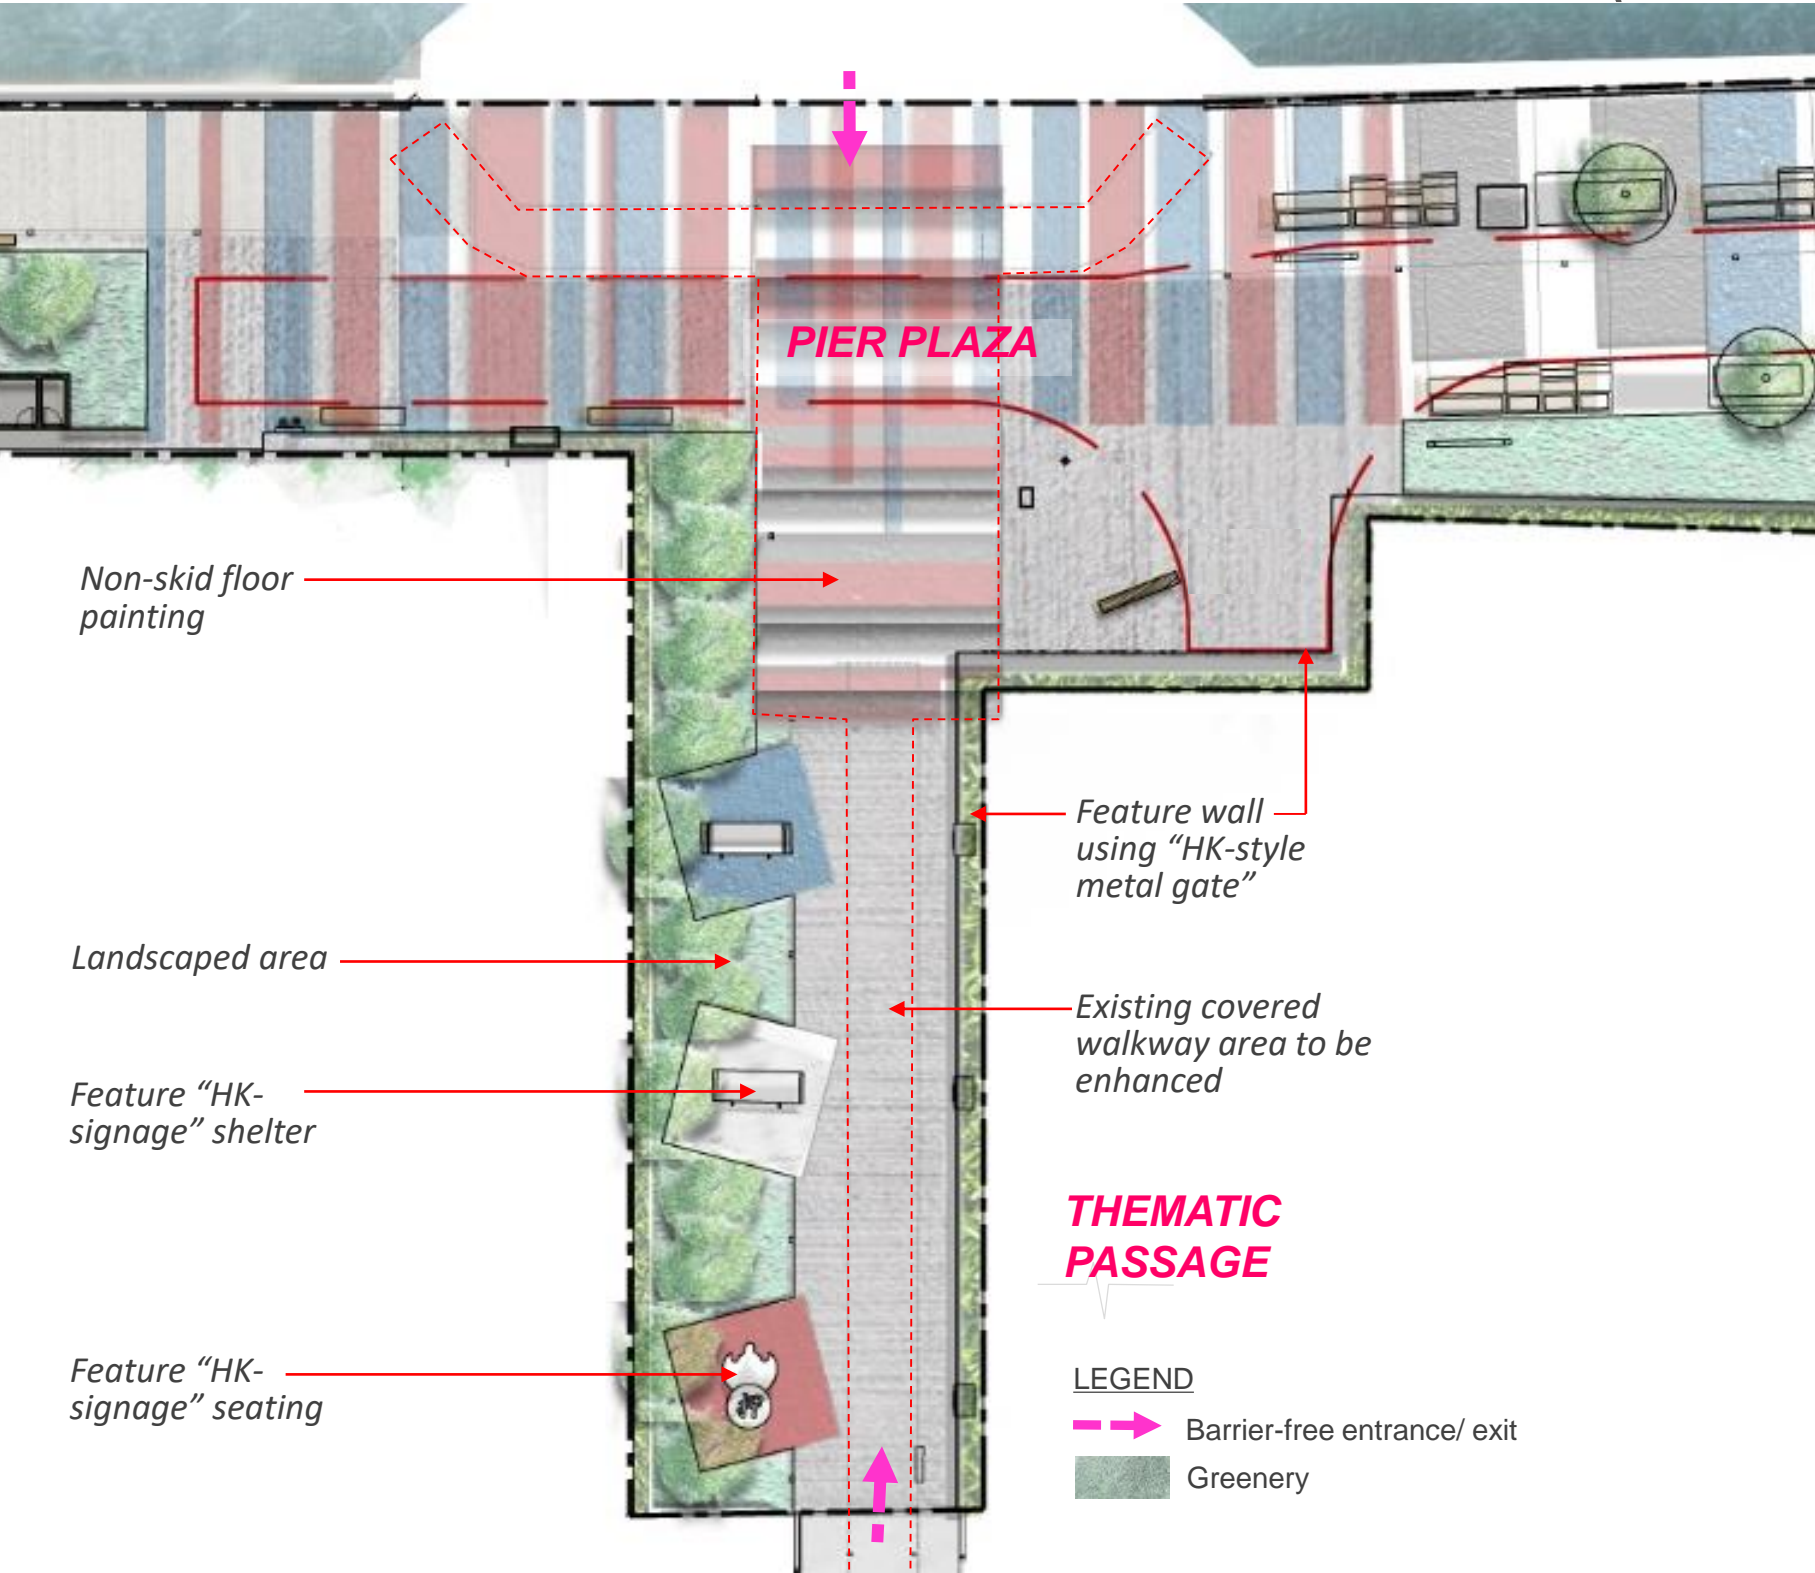 PIER PLAZA
Non-skid floor
painting
Feature wall
using “HK-style
metal gate”
Landscaped area
Existing covered
walkway area to be
enhanced
Feature “HK-
signage” shelter
THEMATIC
PASSAGE
Feature “HK-
signage” seating
LEGEND
Barrier-free entrance/ exit
Greenery